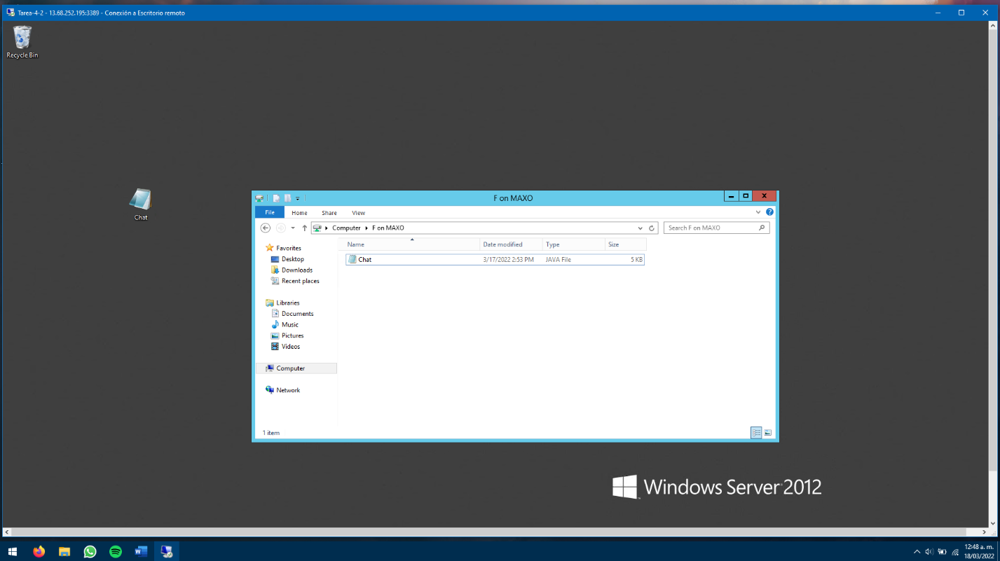 Tarea-4-2 - 13.68.252.195:3389 - Conexión a Escritorio remoto
Recycle Bin
Chat
F on MAXO
File Home Share View
Computer F on MAXO
Search F on MAXO
Name Date modified Type Size
Chat 3/17/2022 2:53 PM JAVA File 5 KB
Favorites
Desktop
Downloads
Recent places
Libraries
Documents
Music
Pictures
Videos
Computer
Network
1 item
Windows Server 2012
12:48 a. m.
18/03/2022